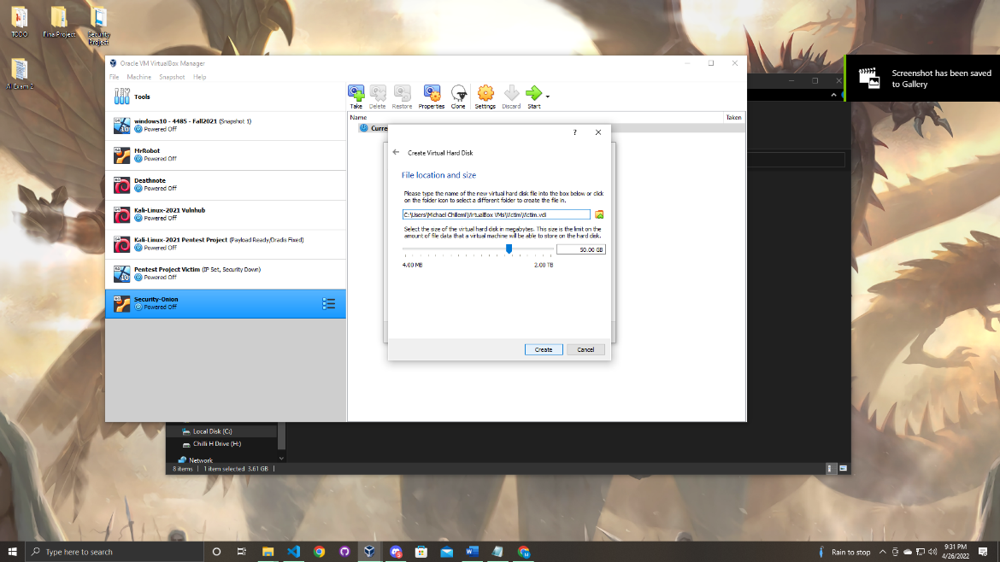 TODO
FinalProject
Security
Project
AI Exam 2
Oracle VM VirtualBox Manager
File Machine Snapshot Help
Tools
windows10 - 4485 - Fall2021 (Snapshot 1)
Powered Off
MrRobot
Powered Off
Deathnote
Powered Off
Kali-Linux-2021 Vulnhub
Powered Off
Kali-Linux-2021 Pentest Project (Payload Ready/Dradis Fixed)
Powered Off
Pentest Project Victim (IP Set, Security Down)
Powered Off
Security-Onion
Powered Off
Take Delete Restore Properties Clone Settings Discard Start
Name Taken
Curre
?
Create Virtual Hard Disk
File location and size
Please type the name of the new virtual hard disk file into the box below or click
on the folder icon to select a different folder to create the file in.
C:\Users\Michael Chillemi\VirtualBox VMs\Victim\Victim.vdi
Select the size of the virtual hard disk in megabytes. This size is the limit on the
amount of file data that a virtual machine will be able to store on the hard disk.
50.00 GB
4.00 MB 2.00 TB
Create Cancel
Screenshot has been saved
to Gallery
Local Disk (C:)
Chilli H Drive (H:)
Network
8 items 1 item selected 3.61 GB
Type here to search
Rain to stop
9:31 PM
4/26/2022